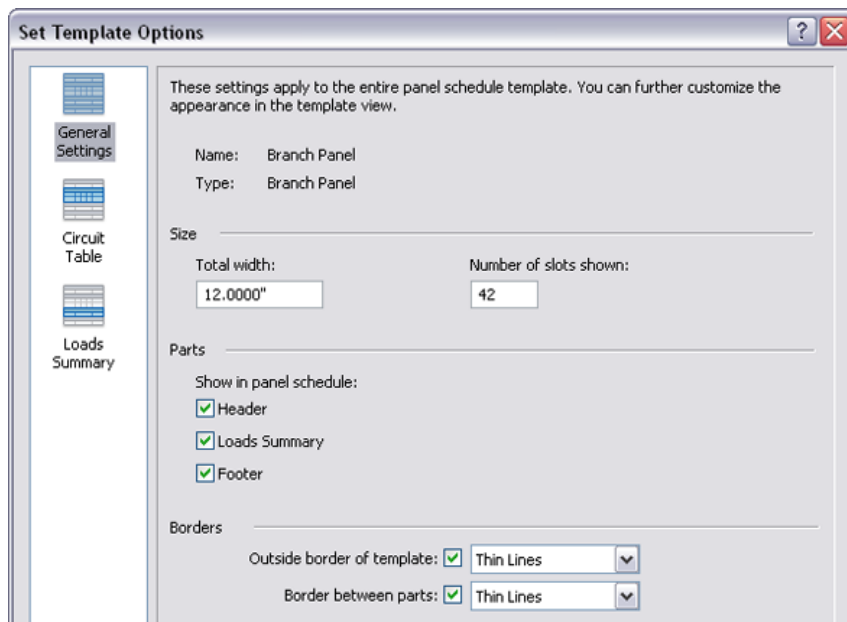 Set Template Options
General
Settings
Circuit
Table
Loads
Summary
These settings apply to the entire panel schedule template. You can further customize the
appearance in the template view.
Name: Branch Panel
Type: Branch Panel
Size
Total width: Number of slots shown:
12.0000" 42
Parts
Show in panel schedule:
Header
Loads Summary
Footer
Borders
Outside border of template: Thin Lines
Border between parts: Thin Lines